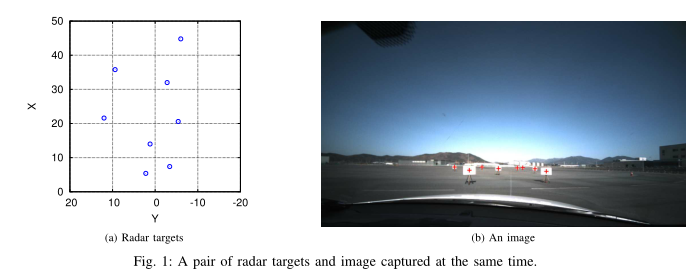 50
40
30
20
10
0
X
20 10 0 -10 -20
Y
(a) Radar targets
(b) An image
Fig. 1: A pair of radar targets and image captured at the same time.